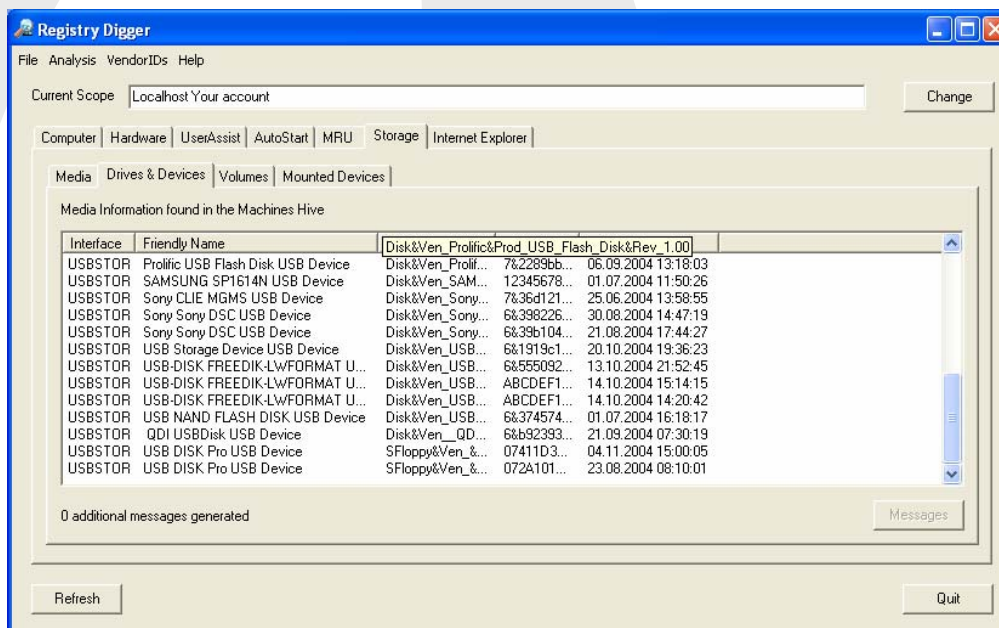 Registry Digger
File Analysis VendorIDs Help
Current Scope Localhost Your account Change
Computer Hardware UserAssist AutoStart MRU Storage Internet Explorer
Media Drives & Devices Volumes Mounted Devices
Media Information found in the Machines Hive
Interface Friendly Name Disk&Ven_Prolific&Prod_USB_Flash_Disk&Rev_1.00
USBSTOR Prolific USB Flash Disk USB Device Disk&Ven_Prolif... 7&2289bb... 06.09.2004 13:18:03
USBSTOR SAMSUNG SP1614N USB Device Disk&Ven_SAM... 12345678... 01.07.2004 11:50:26
USBSTOR Sony CLIE MGMS USB Device Disk&Ven_Sony... 7&36d121... 25.06.2004 13:58:55
USBSTOR Sony Sony DSC USB Device Disk&Ven_Sony... 6&398226... 30.08.2004 14:47:19
USBSTOR Sony Sony DSC USB Device Disk&Ven_Sony... 6&39b104... 21.08.2004 17:44:27
USBSTOR USB Storage Device USB Device Disk&Ven_USB... 6&1919c1... 20.10.2004 19:36:23
USBSTOR USB-DISK FREEDIK-LWFORMAT U... Disk&Ven_USB... 6&555092... 13.10.2004 21:52:45
USBSTOR USB-DISK FREEDIK-LWFORMAT U... Disk&Ven_USB... ABCDEF1... 14.10.2004 15:14:15
USBSTOR USB-DISK FREEDIK-LWFORMAT U... Disk&Ven_USB... ABCDEF1... 14.10.2004 14:20:42
USBSTOR USB NAND FLASH DISK USB Device Disk&Ven_USB... 6&374574... 01.07.2004 16:18:17
USBSTOR QDI USBDisk USB Device Disk&Ven__QD... 6&b92393... 21.09.2004 07:30:19
USBSTOR USB DISK Pro USB Device SFloppy&Ven_&... 07411D3... 04.11.2004 15:00:05
USBSTOR USB DISK Pro USB Device SFloppy&Ven_&... 072A101... 23.08.2004 08:10:01
0 additional messages generated Messages
Refresh Quit